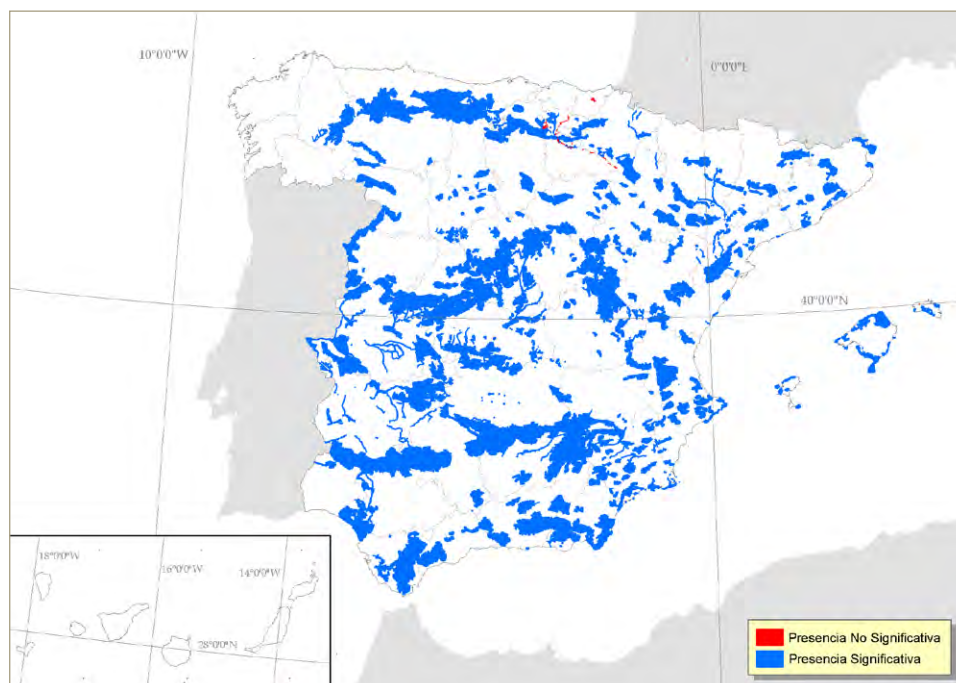 10°0'0"W
0°0'0"E
40°0'0"N
18°0'0"W
16°0'0"W
14°0'0"W
28°0'0"N
Presencia No Significativa
Presencia Significativa